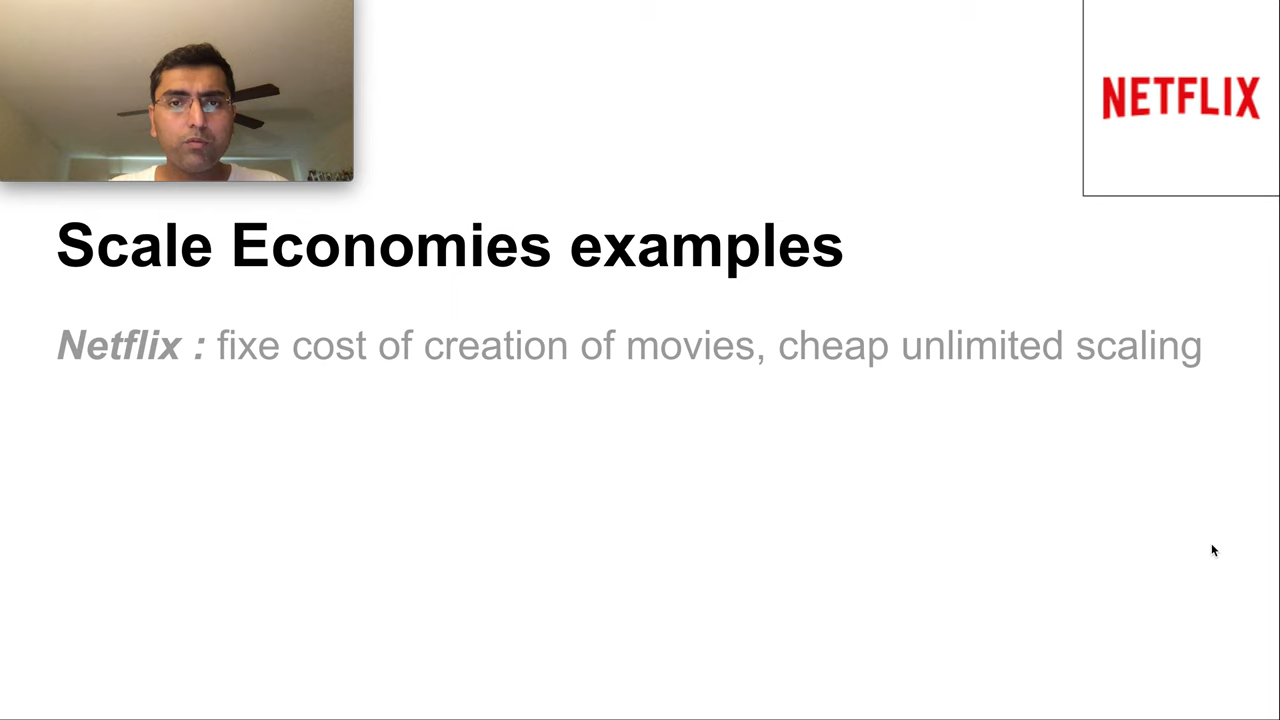 NETFLIX
Scale Economies examples
Netflix : fixe cost of creation of movies, cheap unlimited scaling